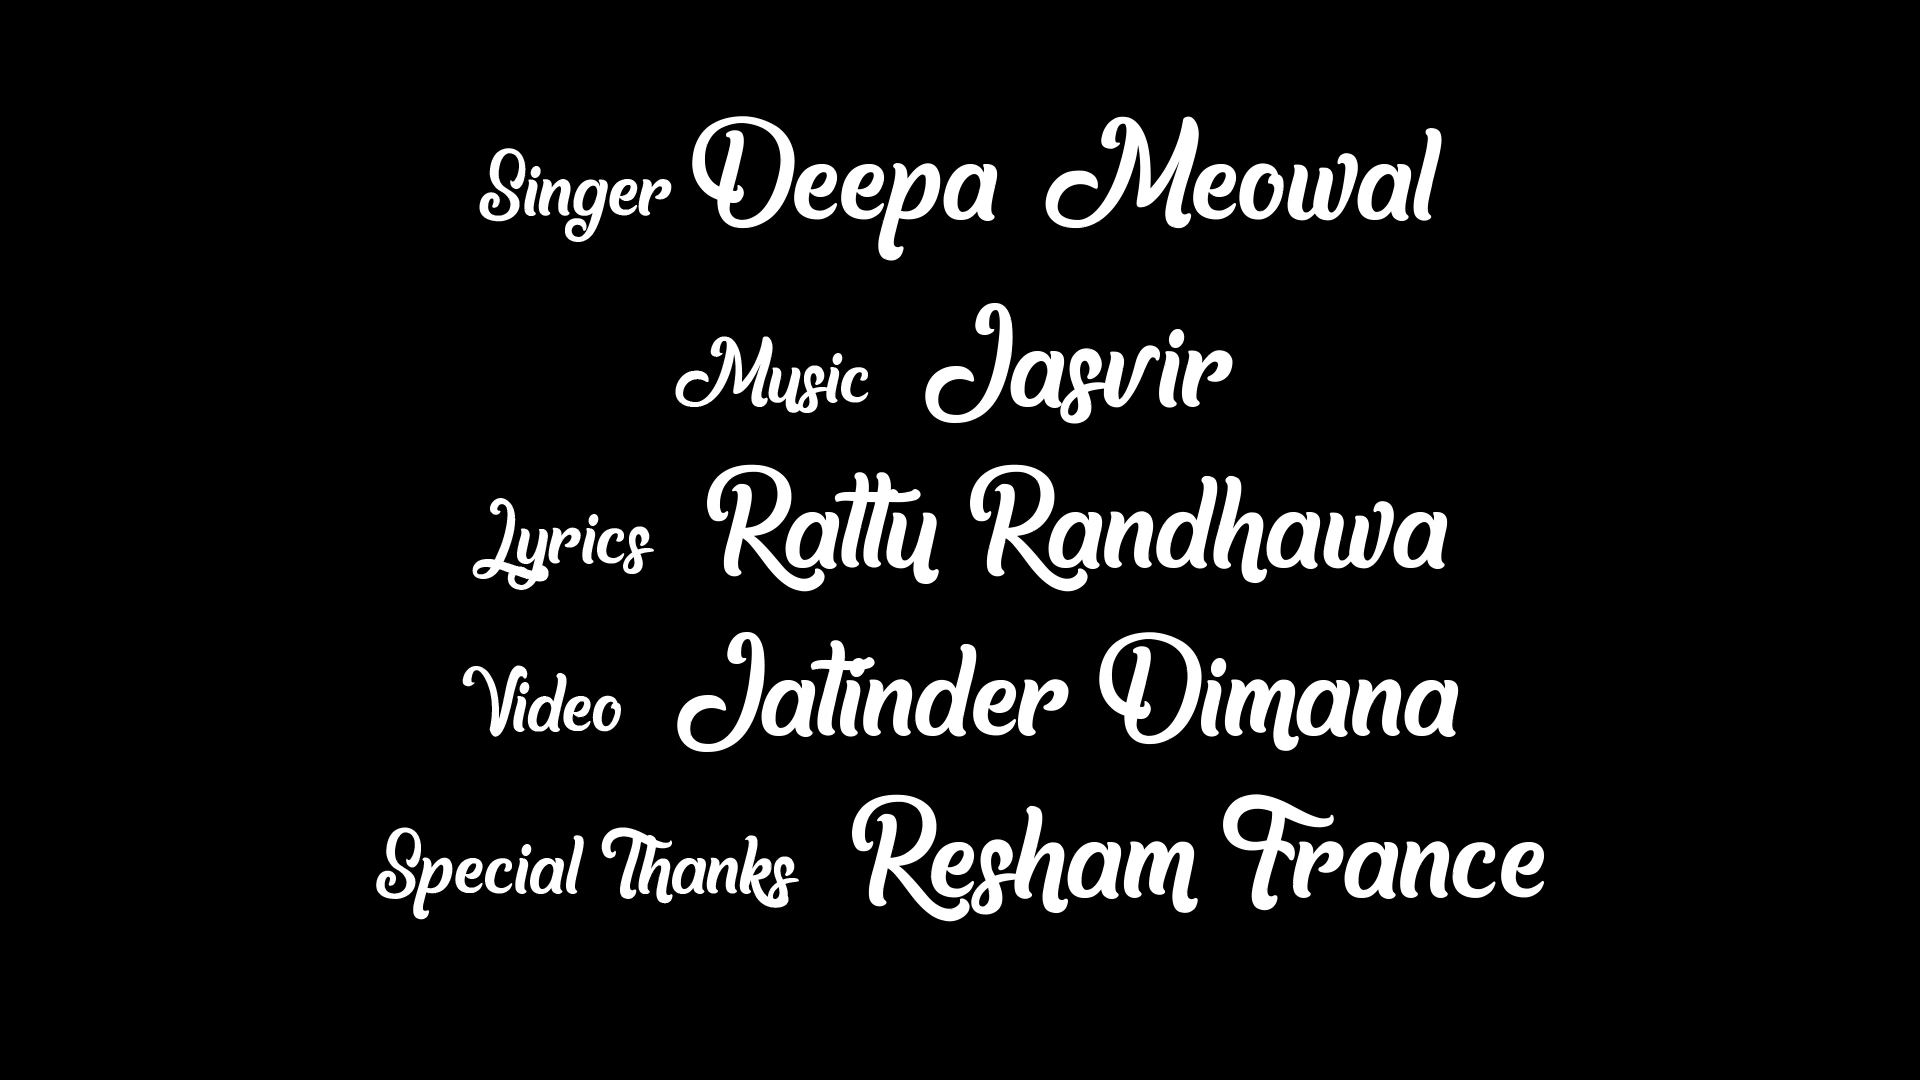 Singer Deepa Meowal
Music Jasvir
Lyrics Rattu Randhawa
Video Jatinder Dimana
Special Thanks Resham France